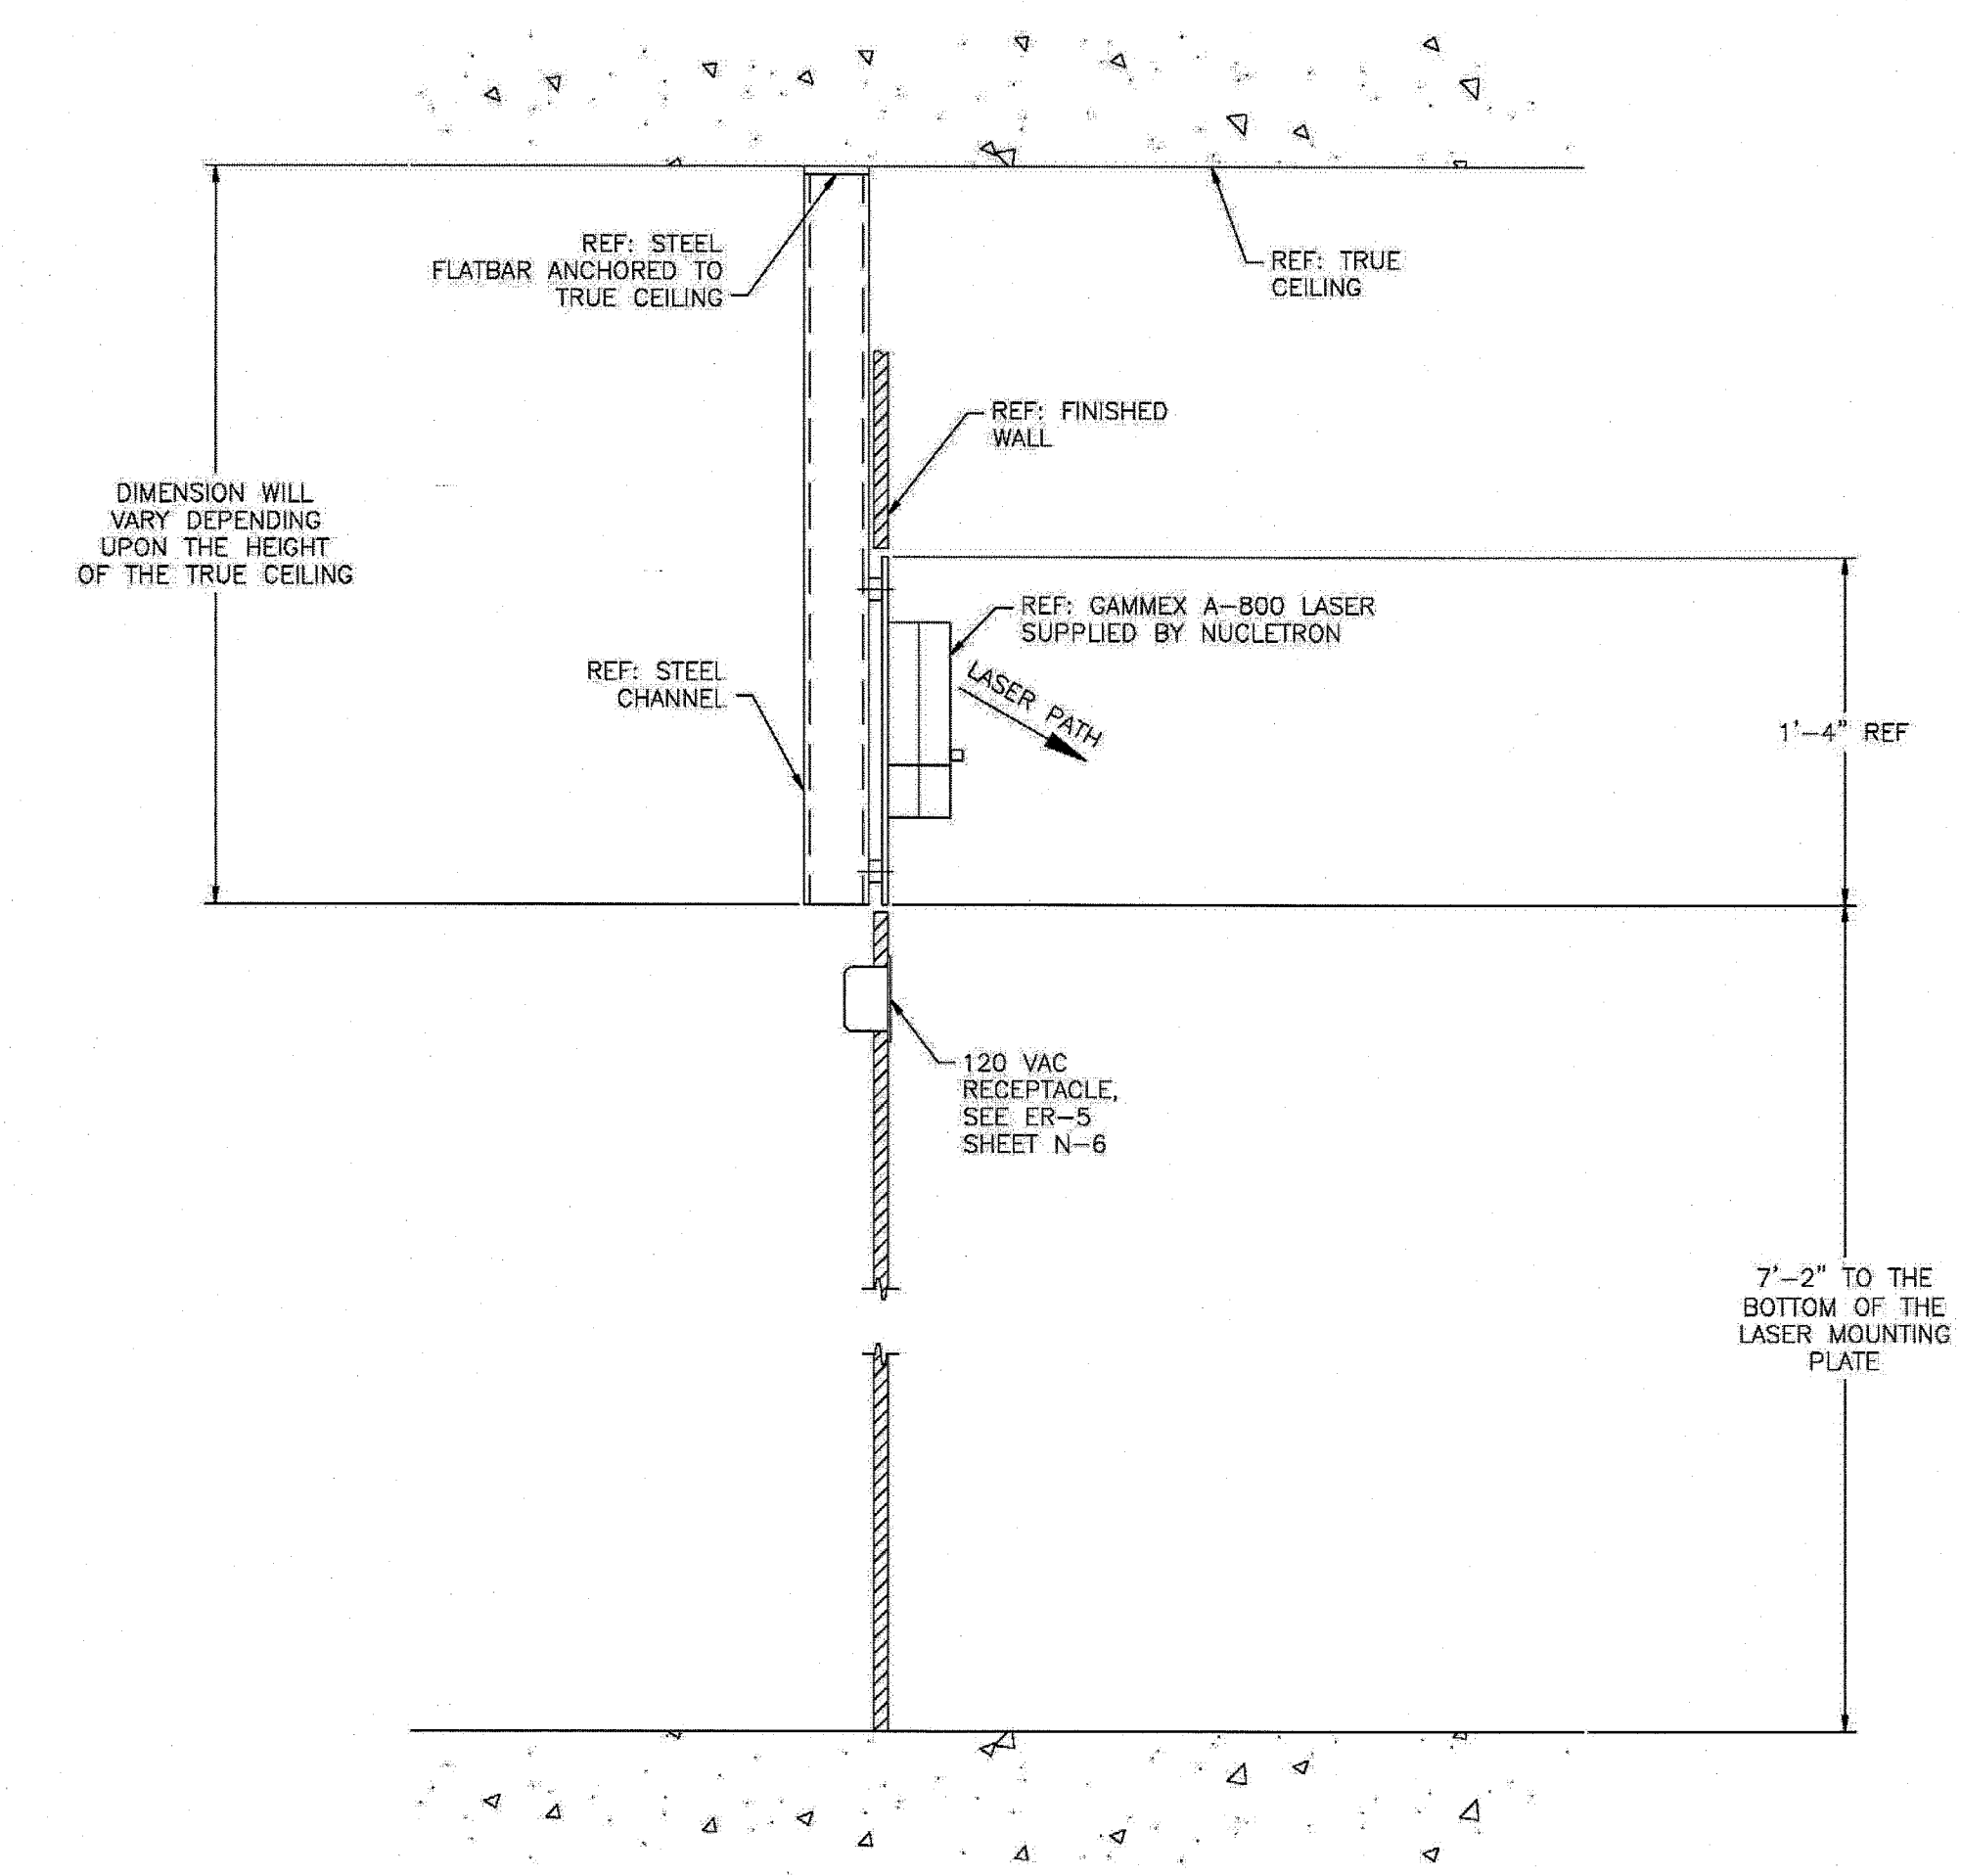 REF: STEEL
FLATBAR ANCHORED TO
TRUE CEILING
REF: TRUE
CEILING
REF: FINISHED
WALL
DIMENSION WILL
VARY DEPENDING
UPON THE HEIGHT
OF THE TRUE CEILING
REF: GAMMEX A-800 LASER
SUPPLIED BY NUCLETRON
REF: STEEL
CHANNEL
LASER PATH
1'-4" REF
120 VAC
RECEPTACLE,
SEE ER-5
SHEET N-6
7'-2" TO THE
BOTTOM OF THE
LASER MOUNTING
PLATE